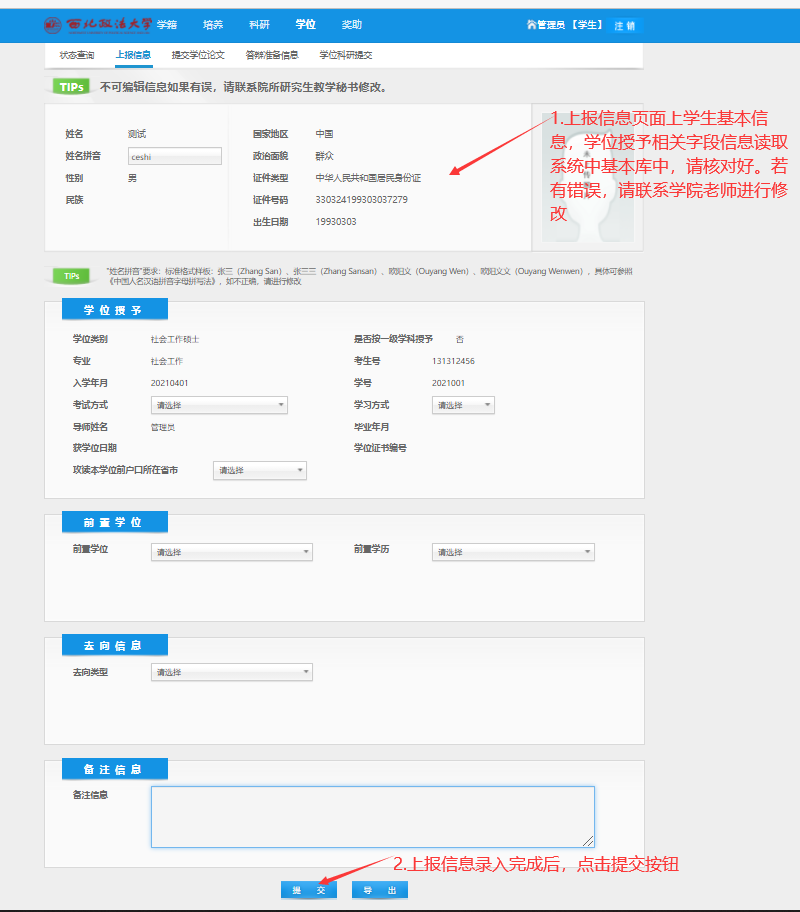 西北政法大学 学籍 培养 科研 学位 奖助 管理员 【学生】 注 销
状态查询 上报信息 提交学位论文 答辩准备信息 学位科研提交
TIPs 不可编辑信息如果有误，请联系院所研究生教学秘书修改。
1.上报信息页面上学生基本信
息，学位授予相关字段信息读取
系统中基本库中，请核对好。若
有错误，请联系学院老师进行修
改
姓名 测试 国家地区 中国
姓名拼音 ceshi 政治面貌 群众
性别 男 证件类型 中华人民共和国居民身份证
民族 证件号码 330324199303037279
出生日期 19930303
TIPs "姓名拼音"要求：标准格式样板：张三（Zhang San）、张三三（Zhang Sansan）、欧阳义（Ouyang Wen）、欧阳义义（Ouyang Wenwen），具体可参照
《中国人名汉语拼音字母拼写法》，如不正确，请进行修改
学 位 授 予
学位类别 社会工作硕士 是否按一级学科授予 否
专业 社会工作 考生号 131312456
入学年月 20210401 学号 2021001
考试方式 请选择 学习方式 请选择
导师姓名 管理员 毕业年月
获学位日期 学位证书编号
攻读本学位前户口所在省市 请选择
前 置 学 位
前置学位 请选择 前置学历 请选择
去 向 信 息
去向类型 请选择
备 注 信 息
备注信息
2.上报信息录入完成后，点击提交按钮
提 交 导 出